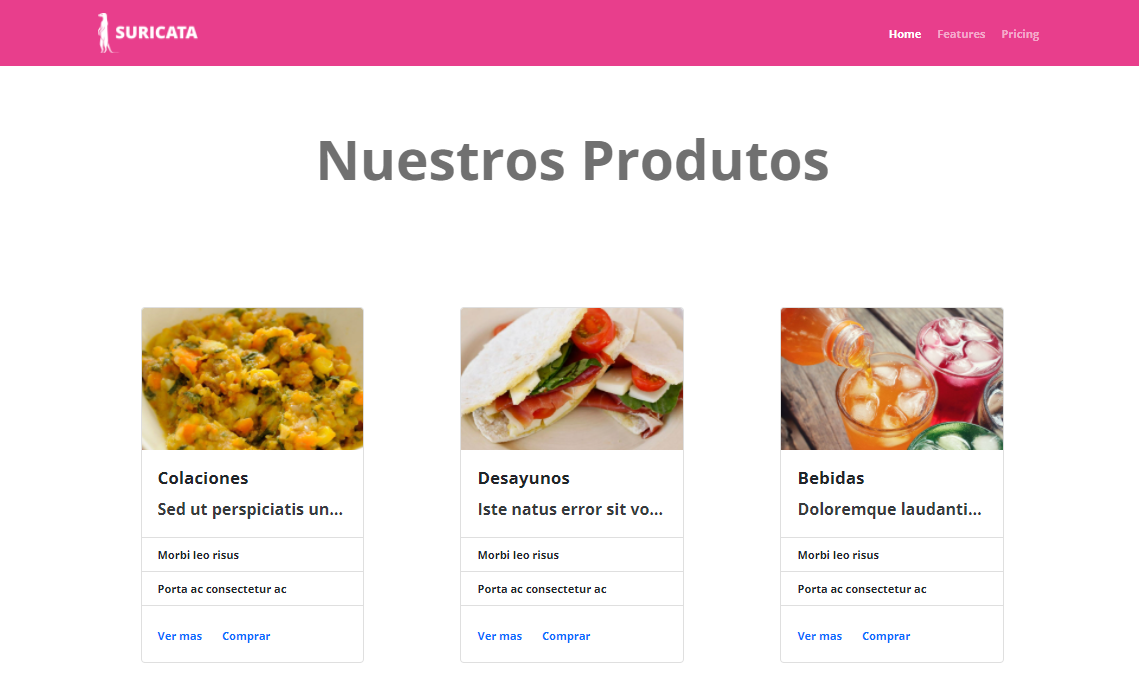 SURICATA
Home Features Pricing
Nuestros Produtos
Colaciones
Sed ut perspiciatis un...
Morbi leo risus
Porta ac consectetur ac
Ver mas Comprar
Desayunos
Iste natus error sit vo...
Morbi leo risus
Porta ac consectetur ac
Ver mas Comprar
Bebidas
Doloremque laudanti...
Morbi leo risus
Porta ac consectetur ac
Ver mas Comprar